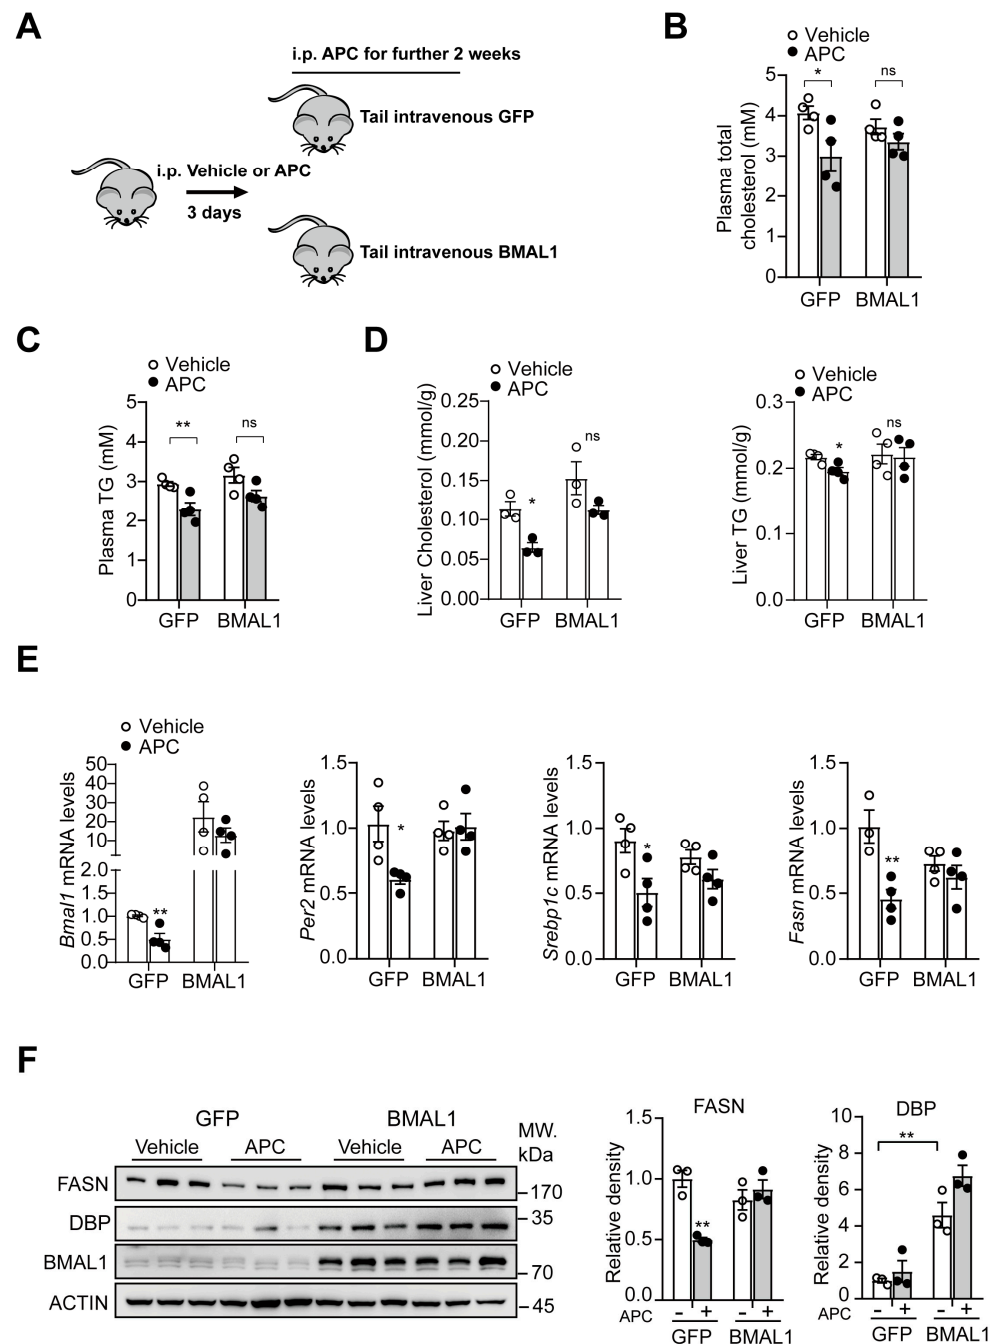 A
i.p. APC for further 2 weeks
Tail intravenous GFP
i.p. Vehicle or APC
3 days
Tail intravenous BMAL1
B
Vehicle
APC
Plasma total
cholesterol (mM)
5
4
3
2
1
0
*
ns
GFP
BMAL1
C
Vehicle
APC
Plasma TG (mM)
5
4
3
2
1
0
**
ns
GFP
BMAL1
D
Vehicle
APC
Liver Cholesterol (mmol/g)
0.25
0.20
0.15
0.10
0.05
0.00
*
ns
GFP
BMAL1
Vehicle
APC
Liver TG (mmol/g)
0.3
0.2
0.1
0.0
*
ns
GFP
BMAL1
E
Vehicle
APC
Bmal1 mRNA levels
50
40
30
20
10
2.0
1.0
0.5
0.0
**
GFP
BMAL1
Per2 mRNA levels
1.5
1.0
0.5
0.0
*
GFP
BMAL1
Srebp1c mRNA levels
1.5
1.0
0.5
0.0
*
GFP
BMAL1
Fasn mRNA levels
1.5
1.0
0.5
0.0
**
GFP
BMAL1
F
GFP
BMAL1
Vehicle
APC
Vehicle
APC
MW.
kDa
FASN
170
DBP
35
BMAL1
70
ACTIN
45
FASN
Relative density
1.5
1.0
0.5
0.0
**
APC - + - +
GFP
BMAL1
DBP
Relative density
10
8
6
4
2
0
**
APC - + - +
GFP
BMAL1